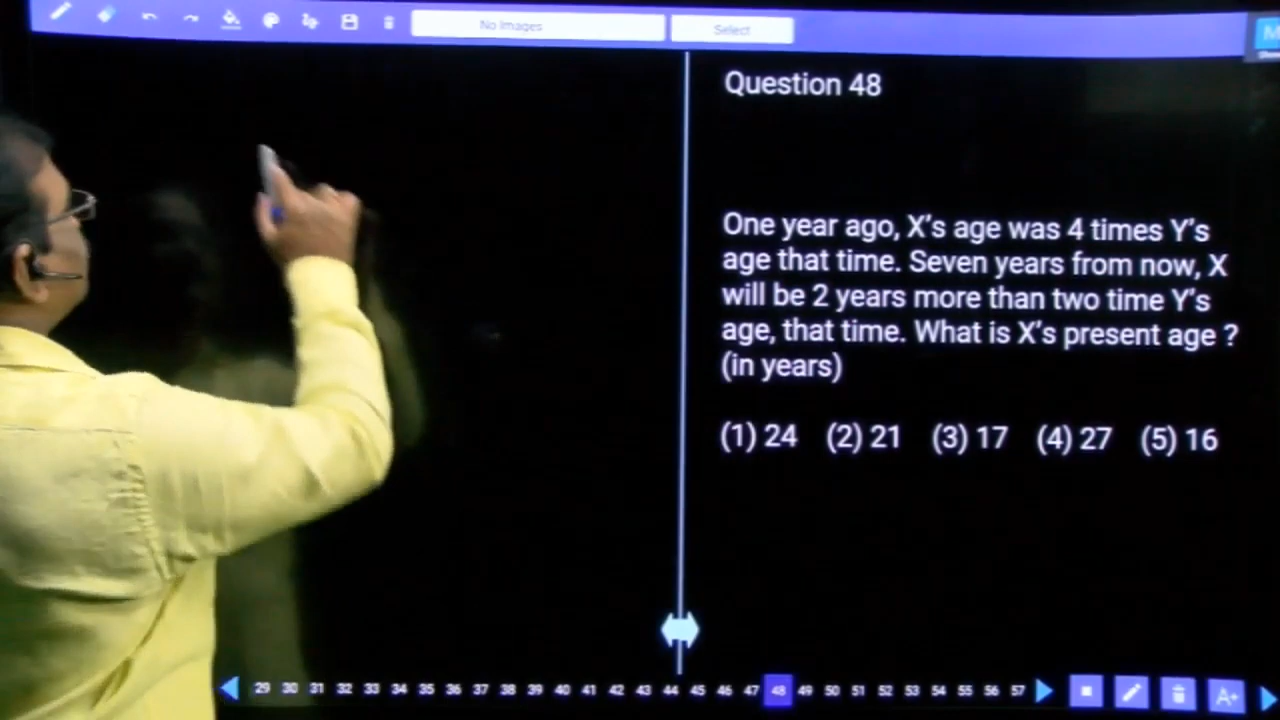 No Images
Select
M
Question 48
One year ago, X's age was 4 times Y's
age that time. Seven years from now, X
will be 2 years more than two time Y's
age, that time. What is X's present age ?
(in years)
(1) 24 (2) 21 (3) 17 (4) 27 (5) 16
29 30 31 32 33 34 35 36 37 38 39 40 41 42 43 44 45 46 47 48 49 50 51 52 53 54 55 56 57
A+